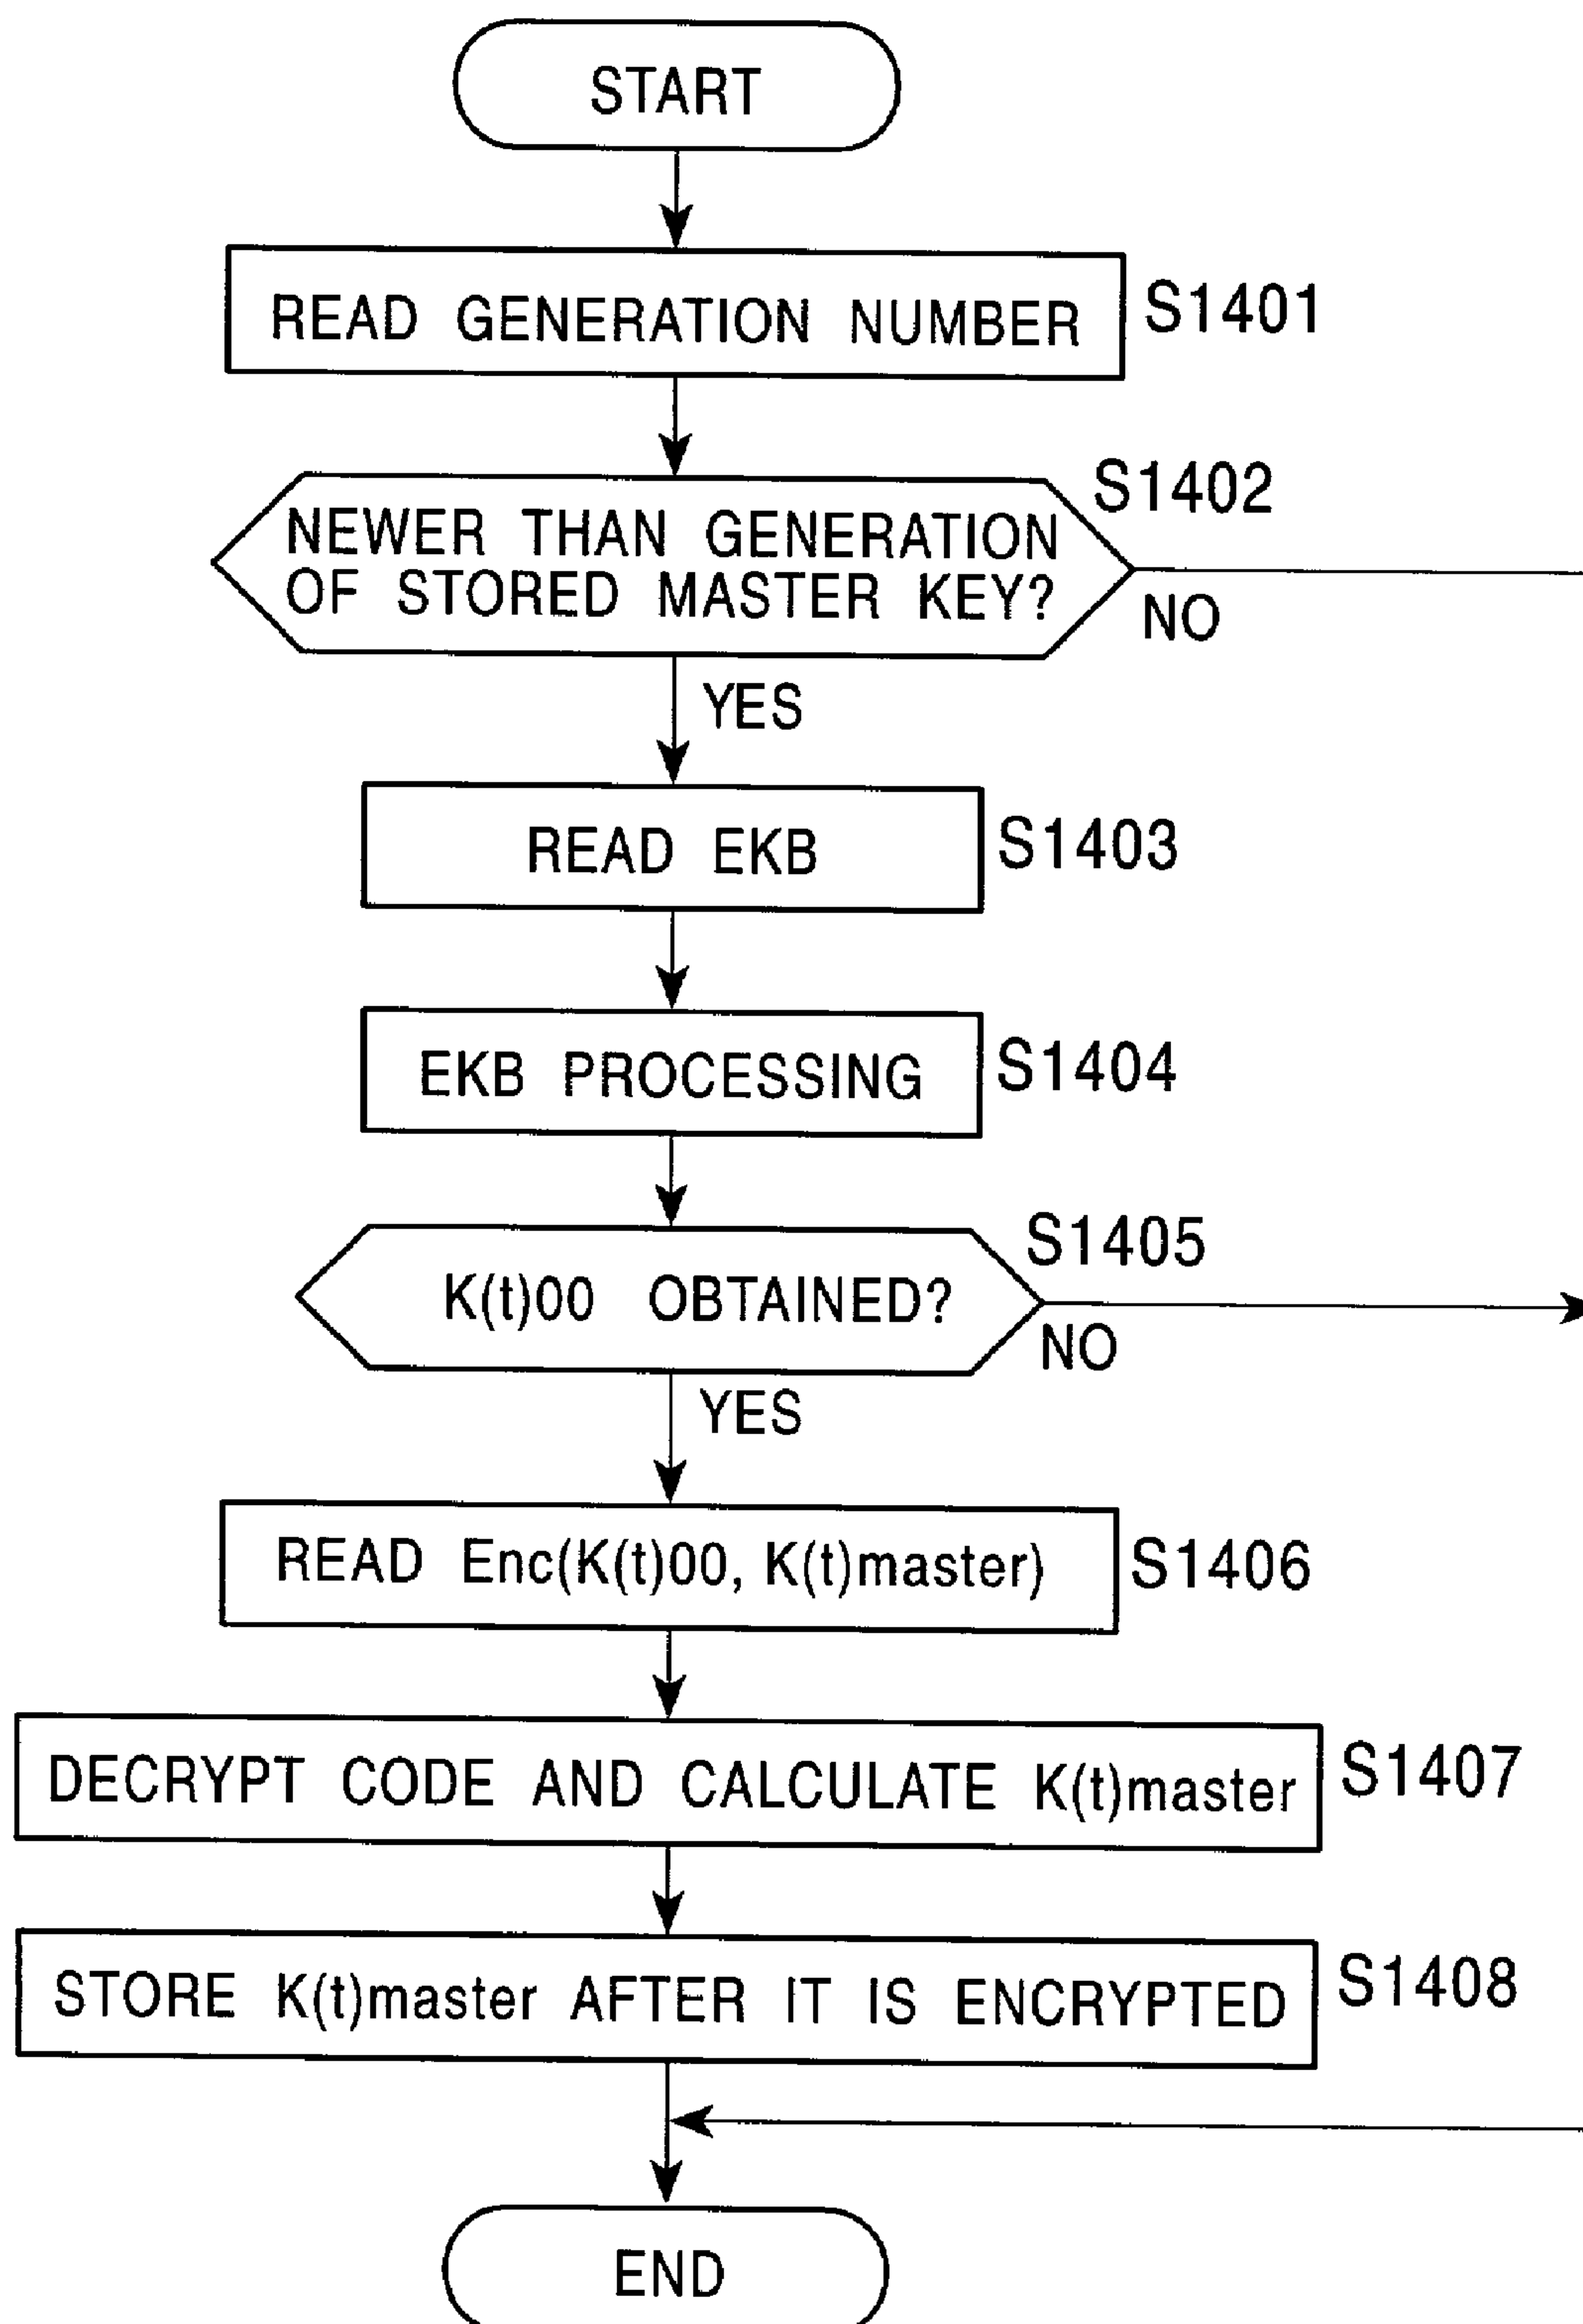 START
READ GENERATION NUMBER
S1401
S1402
NEWER THAN GENERATION
OF STORED MASTER KEY?
NO
YES
READ EKB
S1403
EKB PROCESSING
S1404
S1405
K(t)00 OBTAINED?
NO
YES
READ Enc(K(t)00, K(t)master)
S1406
DECRYPT CODE AND CALCULATE K(t)master
S1407
STORE K(t)master AFTER IT IS ENCRYPTED
S1408
END